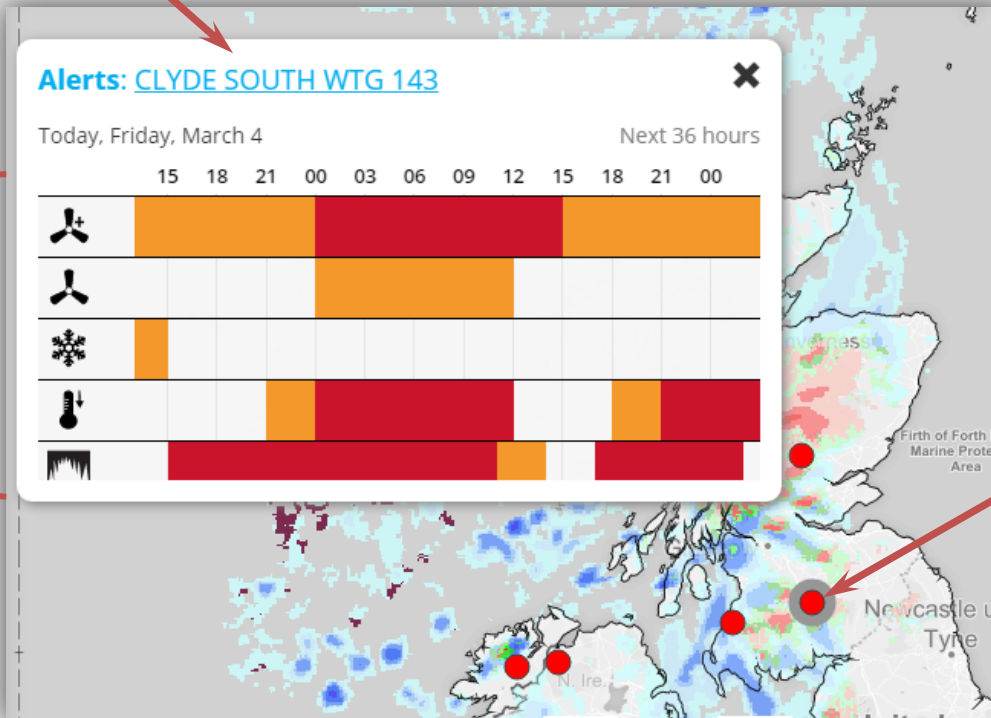 Alerts: CLYDE SOUTH WTG 143
Today, Friday, March 4
Next 36 hours
15 18 21 00 03 06 09 12 15 18 21 00
+
Inverness
Firth of Forth
Marine Prote
Area
Newcastle u
Tyne
N. Ire.